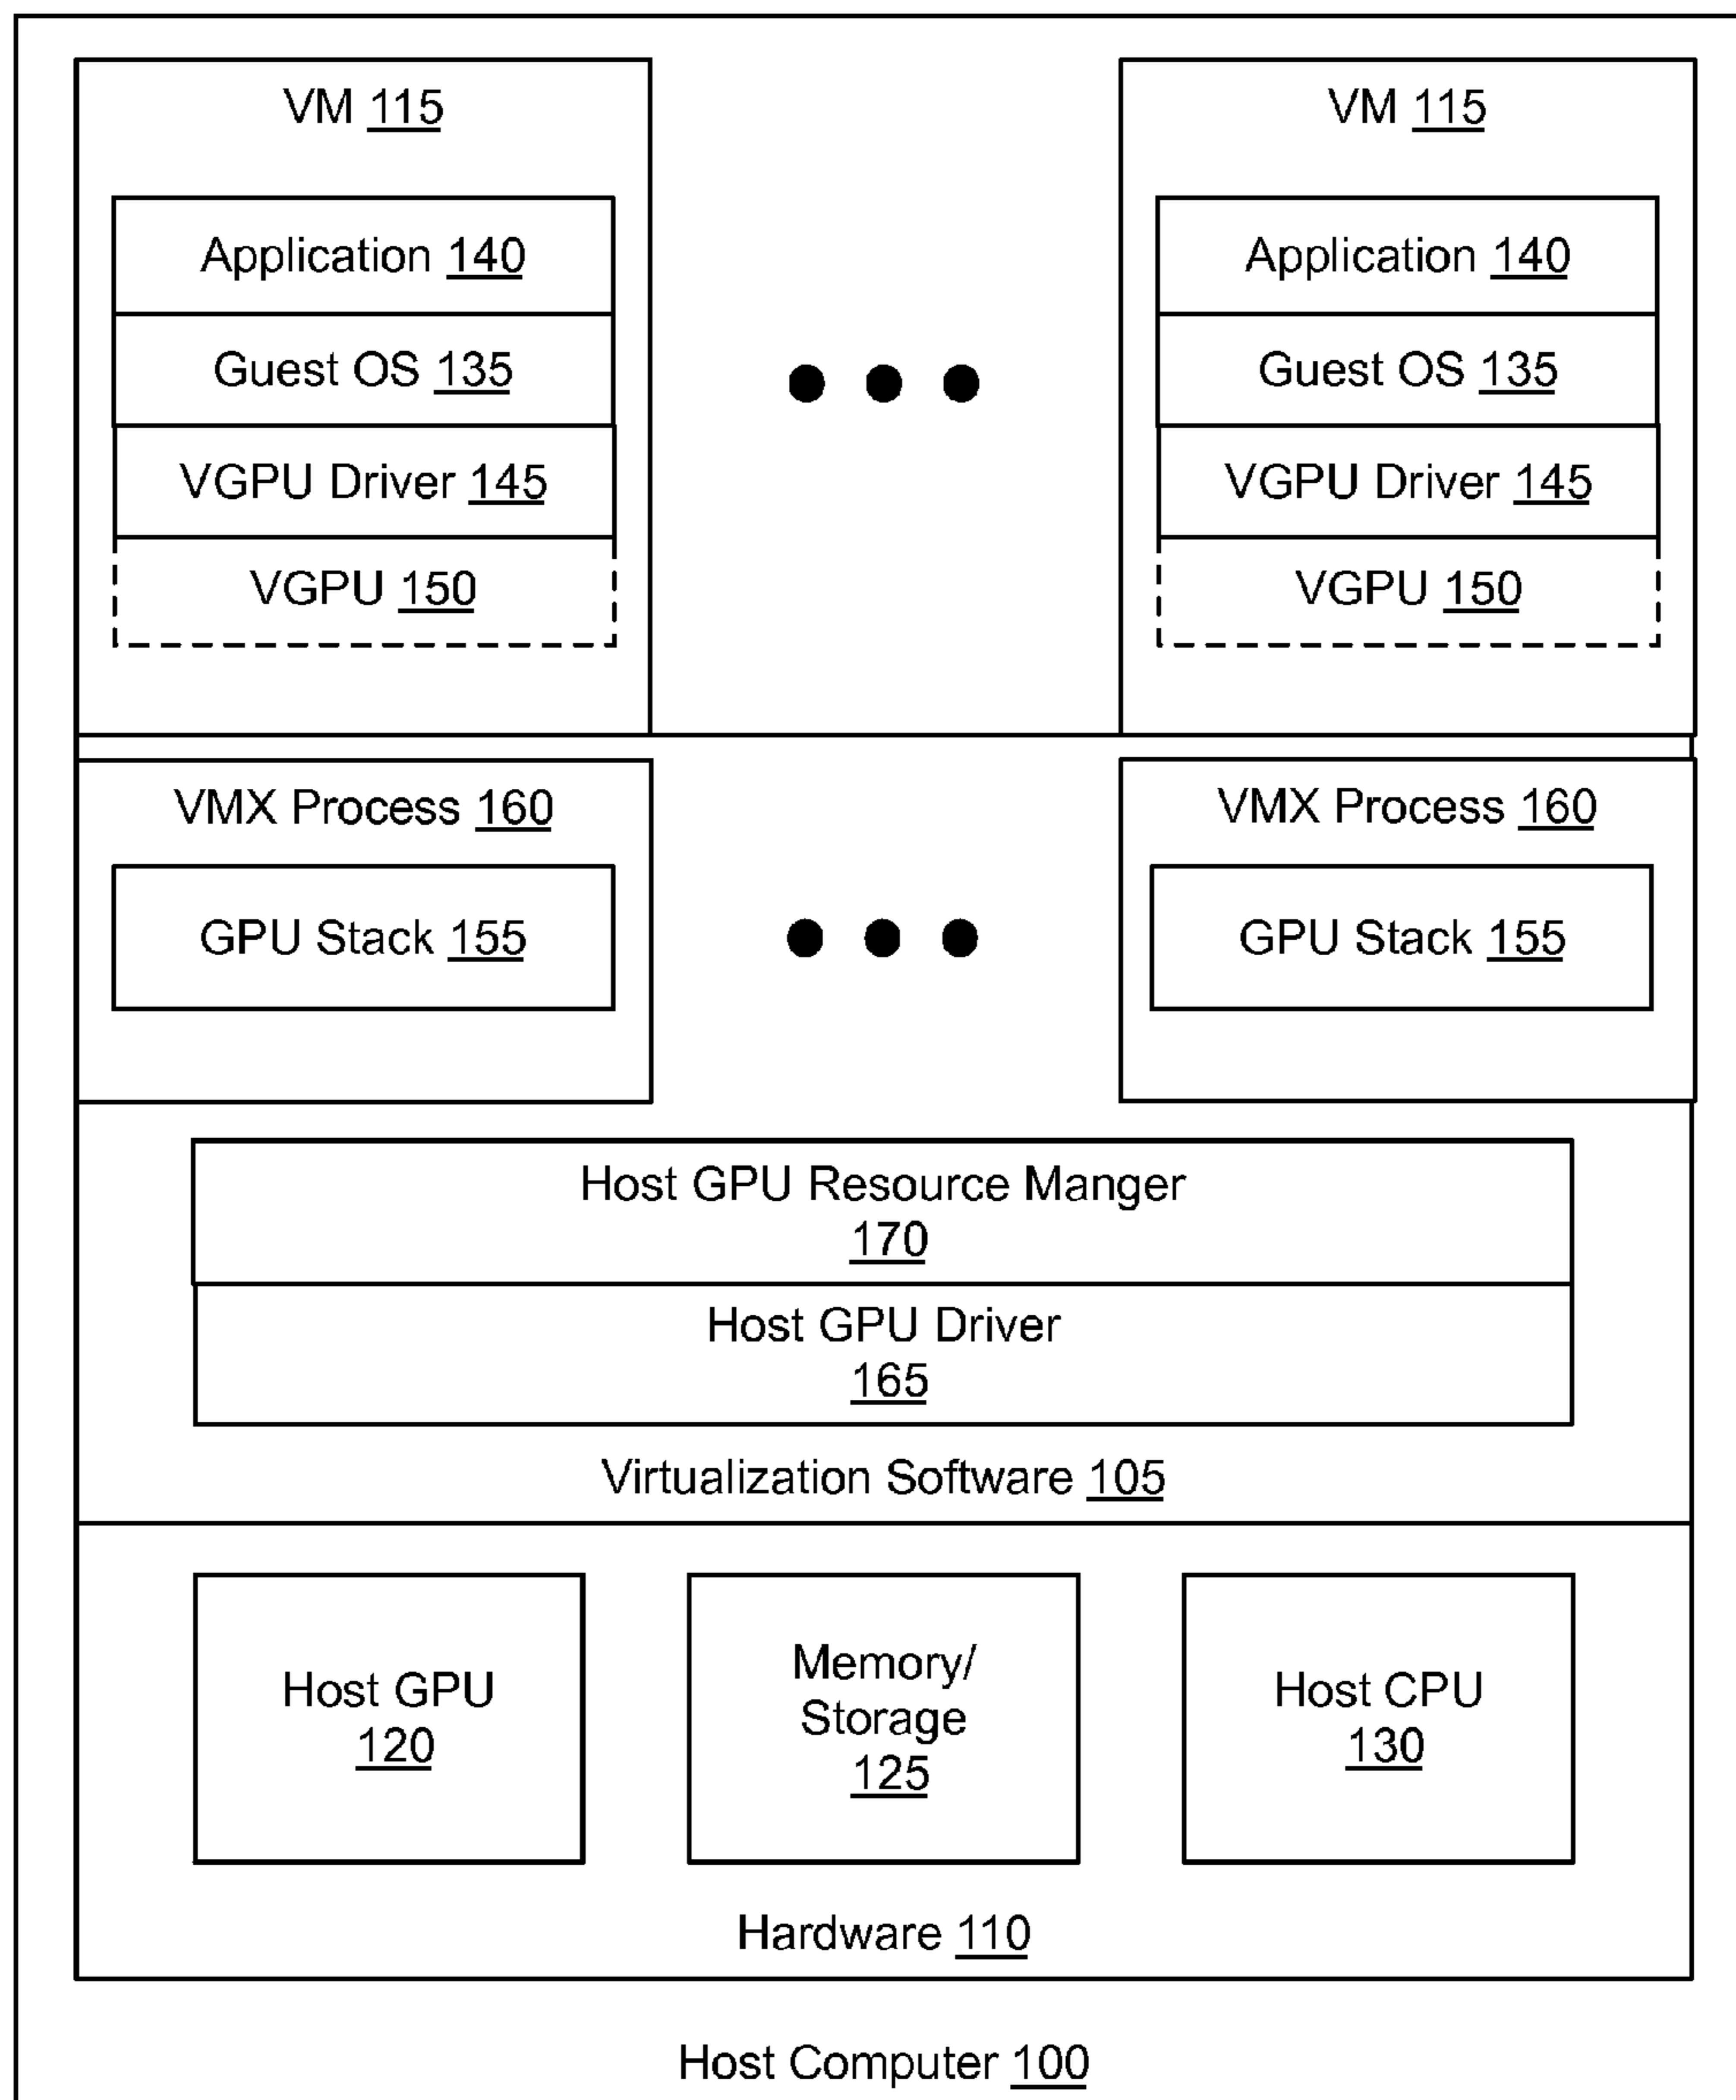 VM 115
VM 115
Application 140
Application 140
Guest OS 135
Guest OS 135
VGPU Driver 145
VGPU Driver 145
VGPU 150
VGPU 150
VMX Process 160
VMX Process 160
GPU Stack 155
GPU Stack 155
Host GPU Resource Manger
170
Host GPU Driver
165
Virtualization Software 105
Host GPU
120
Memory/
Storage
125
Host CPU
130
Hardware 110
Host Computer 100